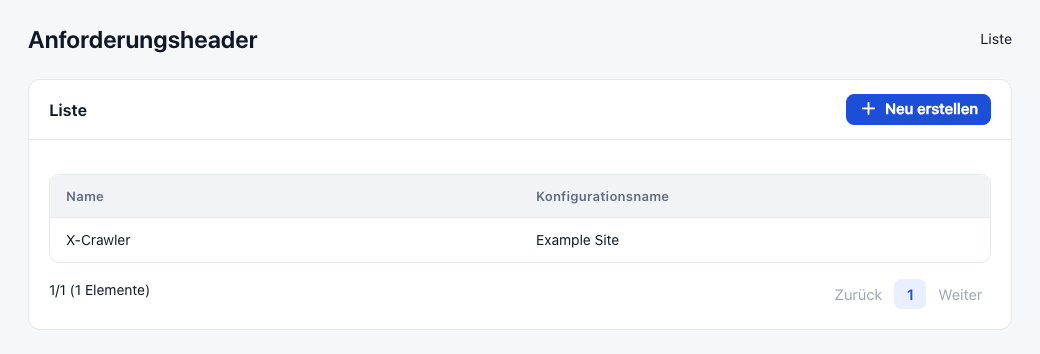 Anforderungsheader
Liste
Liste
Neu erstellen
Name Konfigurationsname
X-Crawler Example Site
1/1 (1 Elemente)
Zurück 1 Weiter